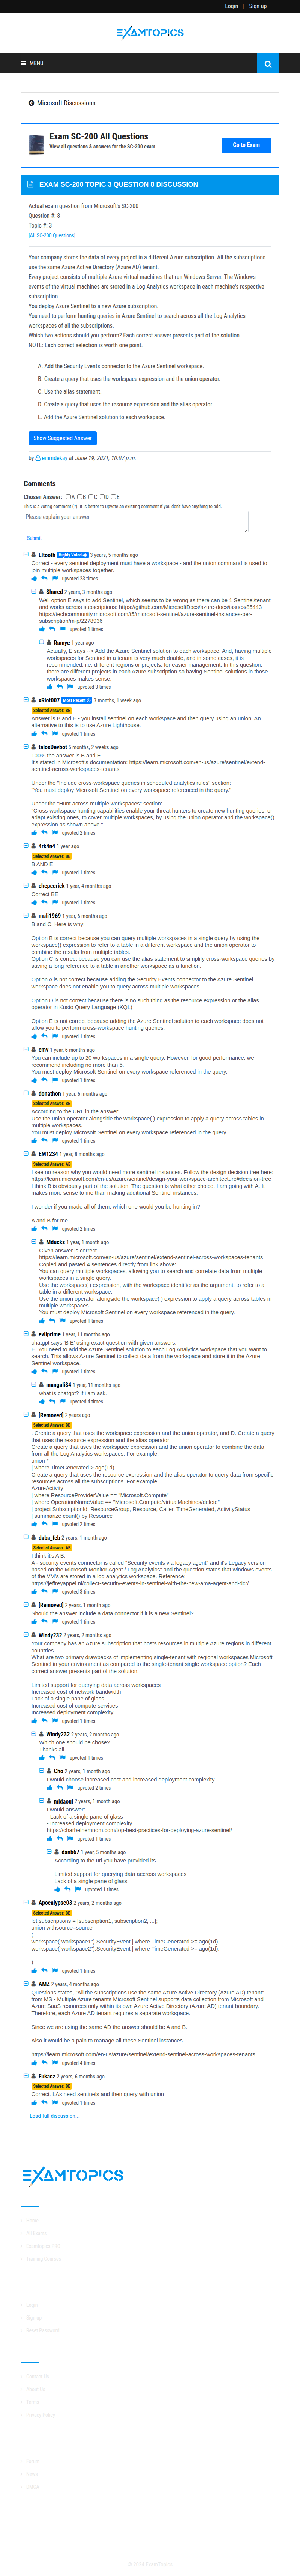 Login | Sign up
EXAMTOPICS
MENU
Microsoft Discussions
Exam SC-200 All Questions
View all questions & answers for the SC-200 exam
Go to Exam
EXAM SC-200 TOPIC 3 QUESTION 8 DISCUSSION
Actual exam question from Microsoft's SC-200
Question #: 8
Topic #: 3
[All SC-200 Questions]
Your company stores the data of every project in a different Azure subscription. All the subscriptions
use the same Azure Active Directory (Azure AD) tenant.
Every project consists of multiple Azure virtual machines that run Windows Server. The Windows
events of the virtual machines are stored in a Log Analytics workspace in each machine's respective
subscription.
You deploy Azure Sentinel to a new Azure subscription.
You need to perform hunting queries in Azure Sentinel to search across all the Log Analytics
workspaces of all the subscriptions.
Which two actions should you perform? Each correct answer presents part of the solution.
NOTE: Each correct selection is worth one point.
A. Add the Security Events connector to the Azure Sentinel workspace.
B. Create a query that uses the workspace expression and the union operator.
C. Use the alias statement.
D. Create a query that uses the resource expression and the alias operator.
E. Add the Azure Sentinel solution to each workspace.
Show Suggested Answer
by emmdekay at June 19, 2021, 10:07 p.m.
Comments
Chosen Answer: A B C D E
This is a voting comment (?). It is better to Upvote an existing comment if you don't have anything to add.
Please explain your answer
Submit
Eltooth Highly Voted 3 years, 5 months ago
Correct - every sentinel deployment must have a workspace - and the union command is used to
join multiple workspaces together.
upvoted 23 times
Shared 2 years, 3 months ago
Well option E says to add Sentinel, which seems to be wrong as there can be 1 Sentinel/tenant
and works across subscriptions: https://github.com/MicrosoftDocs/azure-docs/issues/85443
https://techcommunity.microsoft.com/t5/microsoft-sentinel/azure-sentinel-instances-per-
subscription/m-p/2278936
upvoted 1 times
Ramye 1 year ago
Actually, E says --> Add the Azure Sentinel solution to each workspace. And, having multiple
workspaces for Sentinel in a tenant is very much doable, and sometimes, it is
recommended, i.e. different regions or projects, for easier management. In this question,
there are different projects in each Azure subscription so having Sentinel solutions in those
workspaces makes sense.
upvoted 3 times
xRiot007 Most Recent 3 months, 1 week ago
Selected Answer: BE
Answer is B and E - you install sentinel on each workspace and then query using an union. An
alternative to this is to use Azure Lighthouse.
upvoted 1 times
talosDevbot 5 months, 2 weeks ago
100% the answer is B and E
It's stated in Microsoft's documentation: https://learn.microsoft.com/en-us/azure/sentinel/extend-
sentinel-across-workspaces-tenants
Under the "Include cross-workspace queries in scheduled analytics rules" section:
"You must deploy Microsoft Sentinel on every workspace referenced in the query."
Under the "Hunt across multiple workspaces" section:
"Cross-workspace hunting capabilities enable your threat hunters to create new hunting queries, or
adapt existing ones, to cover multiple workspaces, by using the union operator and the workspace()
expression as shown above."
upvoted 2 times
4rk4n4 1 year ago
Selected Answer: BE
B AND E
upvoted 1 times
chepeerick 1 year, 4 months ago
Correct BE
upvoted 1 times
mali1969 1 year, 6 months ago
B and C. Here is why:
Option B is correct because you can query multiple workspaces in a single query by using the
workspace() expression to refer to a table in a different workspace and the union operator to
combine the results from multiple tables.
Option C is correct because you can use the alias statement to simplify cross-workspace queries by
saving a long reference to a table in another workspace as a function.
Option A is not correct because adding the Security Events connector to the Azure Sentinel
workspace does not enable you to query across multiple workspaces.
Option D is not correct because there is no such thing as the resource expression or the alias
operator in Kusto Query Language (KQL)
Option E is not correct because adding the Azure Sentinel solution to each workspace does not
allow you to perform cross-workspace hunting queries.
upvoted 1 times
emv 1 year, 6 months ago
You can include up to 20 workspaces in a single query. However, for good performance, we
recommend including no more than 5.
You must deploy Microsoft Sentinel on every workspace referenced in the query.
upvoted 1 times
donathon 1 year, 6 months ago
Selected Answer: BE
According to the URL in the answer:
Use the union operator alongside the workspace( ) expression to apply a query across tables in
multiple workspaces.
You must deploy Microsoft Sentinel on every workspace referenced in the query.
upvoted 1 times
EM1234 1 year, 8 months ago
Selected Answer: AB
I see no reason why you would need more sentinel instances. Follow the design decision tree here:
https://learn.microsoft.com/en-us/azure/sentinel/design-your-workspace-architecture#decision-tree
I think B is obviously part of the solution. The question is what other choice. I am going with A. It
makes more sense to me than making additional Sentinel instances.
I wonder if you made all of them, which one would you be hunting in?
A and B for me.
upvoted 2 times
Mducks 1 year, 1 month ago
Given answer is correct.
https://learn.microsoft.com/en-us/azure/sentinel/extend-sentinel-across-workspaces-tenants
Copied and pasted 4 sentences directly from link above:
You can query multiple workspaces, allowing you to search and correlate data from multiple
workspaces in a single query.
Use the workspace( ) expression, with the workspace identifier as the argument, to refer to a
table in a different workspace.
Use the union operator alongside the workspace( ) expression to apply a query across tables in
multiple workspaces.
You must deploy Microsoft Sentinel on every workspace referenced in the query.
upvoted 1 times
evilprime 1 year, 11 months ago
chatgpt says 'B E' using exact question with given answers.
E. You need to add the Azure Sentinel solution to each Log Analytics workspace that you want to
search. This allows Azure Sentinel to collect data from the workspace and store it in the Azure
Sentinel workspace.
upvoted 1 times
mangali84 1 year, 11 months ago
what is chatgpt? if i am ask.
upvoted 4 times
[Removed] 2 years ago
Selected Answer: BE
. Create a query that uses the workspace expression and the union operator, and D. Create a query
that uses the resource expression and the alias operator.
Create a query that uses the workspace expression and the union operator to combine the data
from all the Log Analytics workspaces. For example:
union *
| where TimeGenerated > ago(1d)
Create a query that uses the resource expression and the alias operator to query data from specific
resources across all the subscriptions. For example
AzureActivity
| where ResourceProviderValue == "Microsoft.Compute"
| where OperationNameValue == "Microsoft.Compute/virtualMachines/delete"
| project SubscriptionId, ResourceGroup, Resource, Caller, TimeGenerated, ActivityStatus
| summarize count() by Resource
upvoted 2 times
daba_fcb 2 years, 1 month ago
Selected Answer: AB
I think it's A B,
A - security events connector is called "Security events via legacy agent" and it's Legacy version
based on the Microsoft Monitor Agent / Log Analytics" and the question states that windows events
of the virtual machines are stored in a log Analytics WS. Reference:
https://jeffreyappel.nl/collect-security-events-in-sentinel-with-the-new-ama-agent-and-dcr/
upvoted 3 times
[Removed] 2 years, 1 month ago
Should the answer include a data connector if it is a new Sentinel?
upvoted 1 times
Windy232 2 years, 2 months ago
Your company has an Azure subscription that hosts resources in multiple Azure regions in different
countries.
What are two primary drawbacks of implementing the single-tenant with regional workspaces Microsoft
Sentinel in your environment as compared to the single-tenant single workspace option? Each
correct answer presents part of the solution.
Limited support for querying data across workspaces
Increased cost of network bandwidth
Lack of a single pane of glass
Increased cost of compute services
Increased deployment complexity
upvoted 1 times
Windy232 2 years, 2 months ago
Which one should be chose?
Thanks all
upvoted 1 times
Cho 2 years, 1 month ago
I would choose increased cost and increased deployment complexity.
upvoted 2 times
midaoui 2 years, 1 month ago
I would answer:
- Lack of a single pane of glass
- Increased deployment complexity
https://charbelnemnom.com/top-best-practices-for-deploying-azure-sentinel/
upvoted 1 times
danb67 1 year, 5 months ago
According to the url you have provided its
Limited support for querying data across workspaces
Lack of a single pane of glass
upvoted 1 times
Apocalypse03 2 years, 2 months ago
Selected Answer: BE
let subscriptions = [subscription1, subscription2, ...];
union withsource=source
(
workspace("workspace1").SecurityEvent | where TimeGenerated >= ago(1d),
workspace("workspace2").SecurityEvent | where TimeGenerated >= ago(1d),
...
)
upvoted 1 times
AMZ 2 years, 4 months ago
Questions states, "All the subscriptions use the same Azure Active Directory (Azure AD) tenant" -
from MS - Multiple Azure tenants Microsoft Sentinel supports data collection from Microsoft and
Azure SaaS resources only within its own Azure Active Directory (Azure AD) tenant boundary.
Therefore, each Azure AD tenant requires a separate workspace.
Since we are using the same AD the answer should be A and B.
Also it would be a pain to manage all these Sentinel instances.
https://learn.microsoft.com/en-us/azure/sentinel/extend-sentinel-across-workspaces-tenants
upvoted 4 times
Fukacz 2 years, 6 months ago
Selected Answer: BE
Correct. LAs need sentinels and then query with union
upvoted 1 times
Load full discussion...
EXAMTOPICS